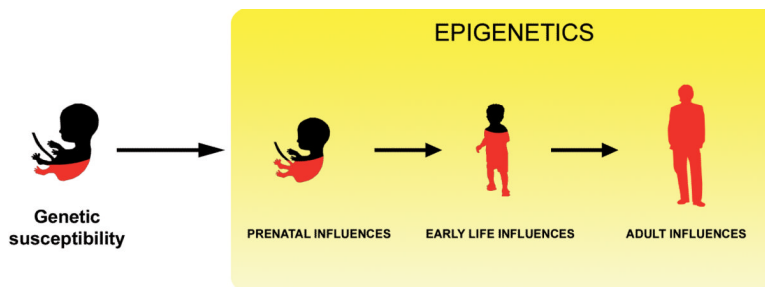 EPIGENETICS
Genetic
susceptibility
PRENATAL INFLUENCES
EARLY LIFE INFLUENCES
ADULT INFLUENCES